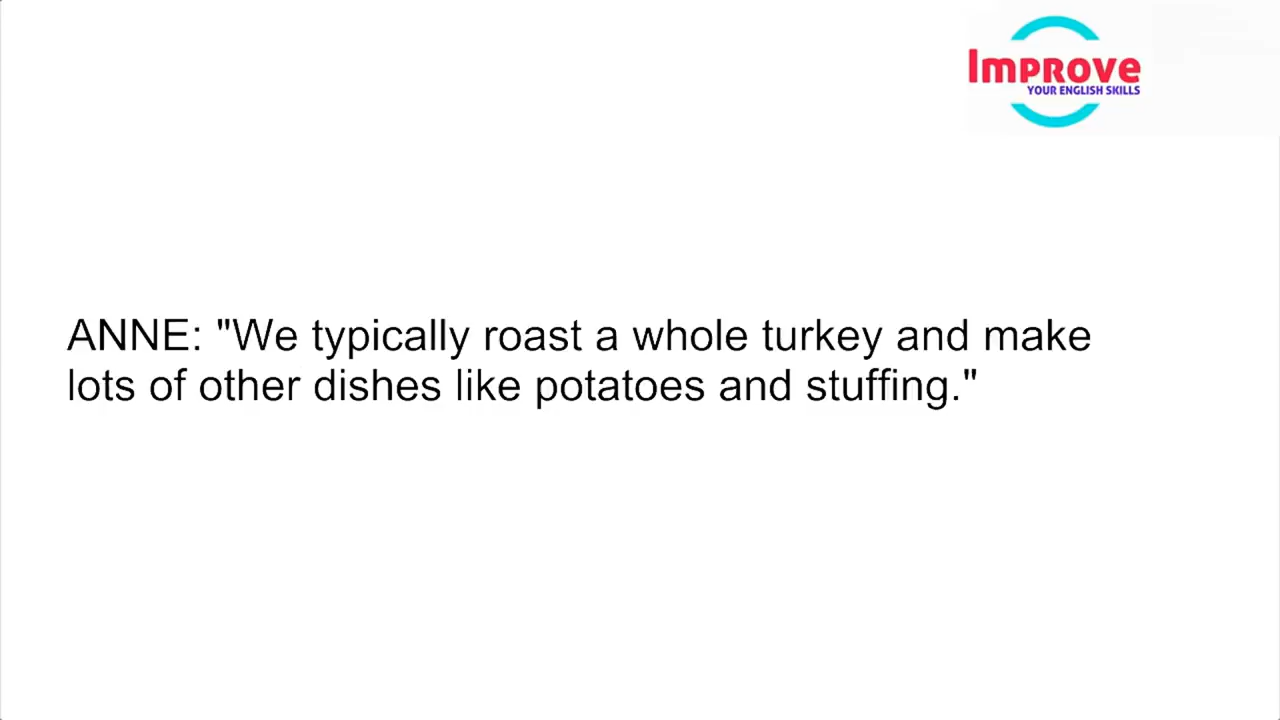 Improve
YOUR ENGLISH SKILLS
ANNE: "We typically roast a whole turkey and make
lots of other dishes like potatoes and stuffing."